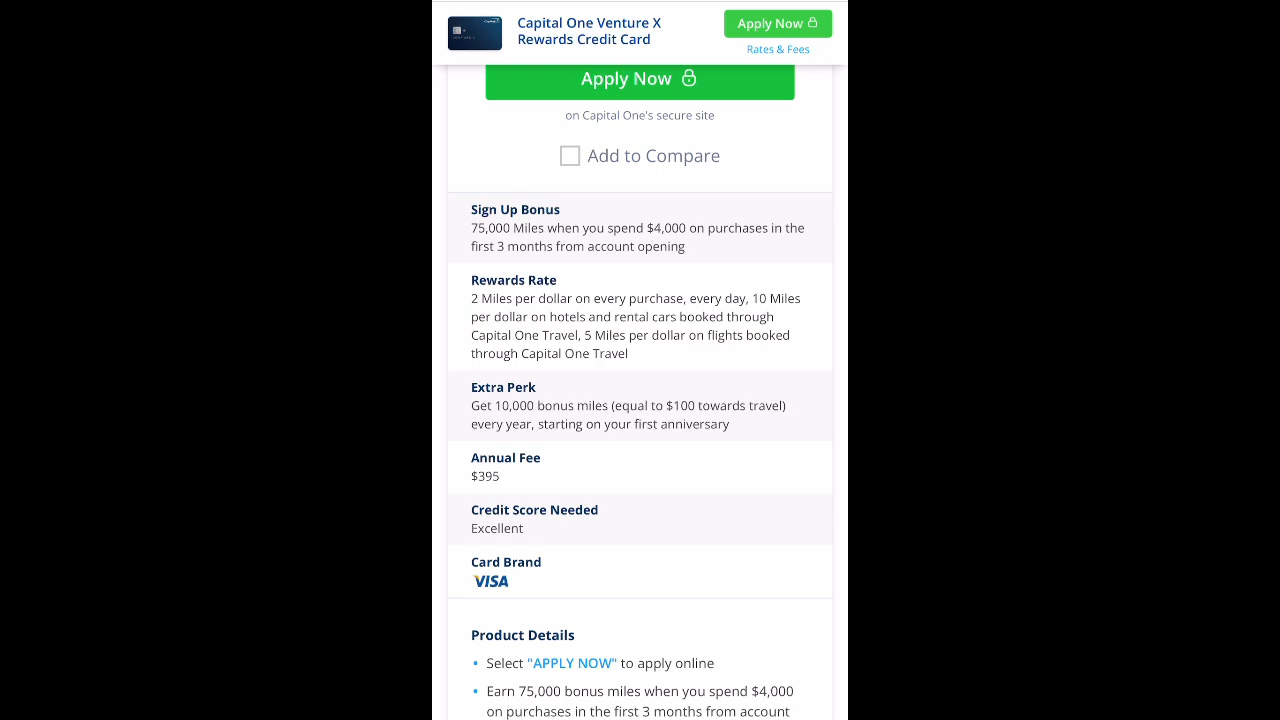 Capital One Venture X
Rewards Credit Card
Apply Now
Rates & Fees
Apply Now
on Capital One's secure site
Add to Compare
Sign Up Bonus
75,000 Miles when you spend $4,000 on purchases in the
first 3 months from account opening
Rewards Rate
2 Miles per dollar on every purchase, every day, 10 Miles
per dollar on hotels and rental cars booked through
Capital One Travel, 5 Miles per dollar on flights booked
through Capital One Travel
Extra Perk
Get 10,000 bonus miles (equal to $100 towards travel)
every year, starting on your first anniversary
Annual Fee
$395
Credit Score Needed
Excellent
Card Brand
VISA
Product Details
• Select "APPLY NOW" to apply online
• Earn 75,000 bonus miles when you spend $4,000
on purchases in the first 3 months from account